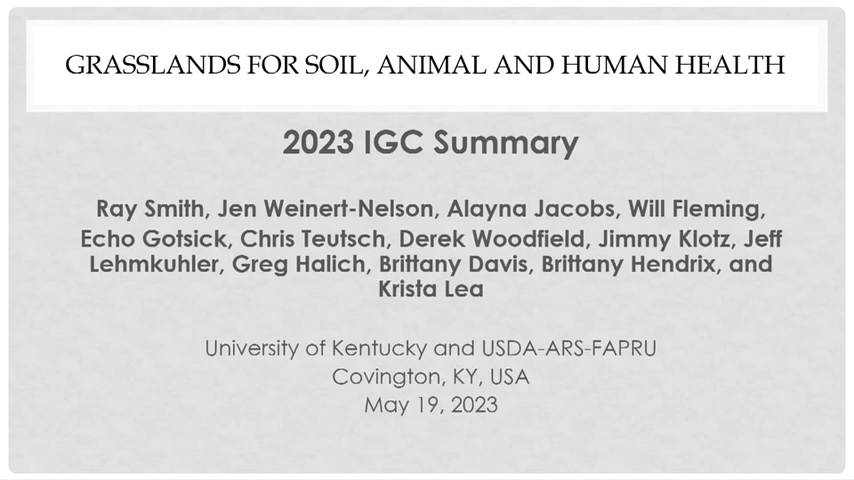 GRASSLANDS FOR SOIL, ANIMAL AND HUMAN HEALTH
2023 IGC Summary
Ray Smith, Jen Weinert-Nelson, Alayna Jacobs, Will Fleming,
Echo Gotsick, Chris Teutsch, Derek Woodfield, Jimmy Klotz, Jeff
Lehmkuhler, Greg Halich, Brittany Davis, Brittany Hendrix, and
Krista Lea
University of Kentucky and USDA-ARS-FAPRU
Covington, KY, USA
May 19, 2023